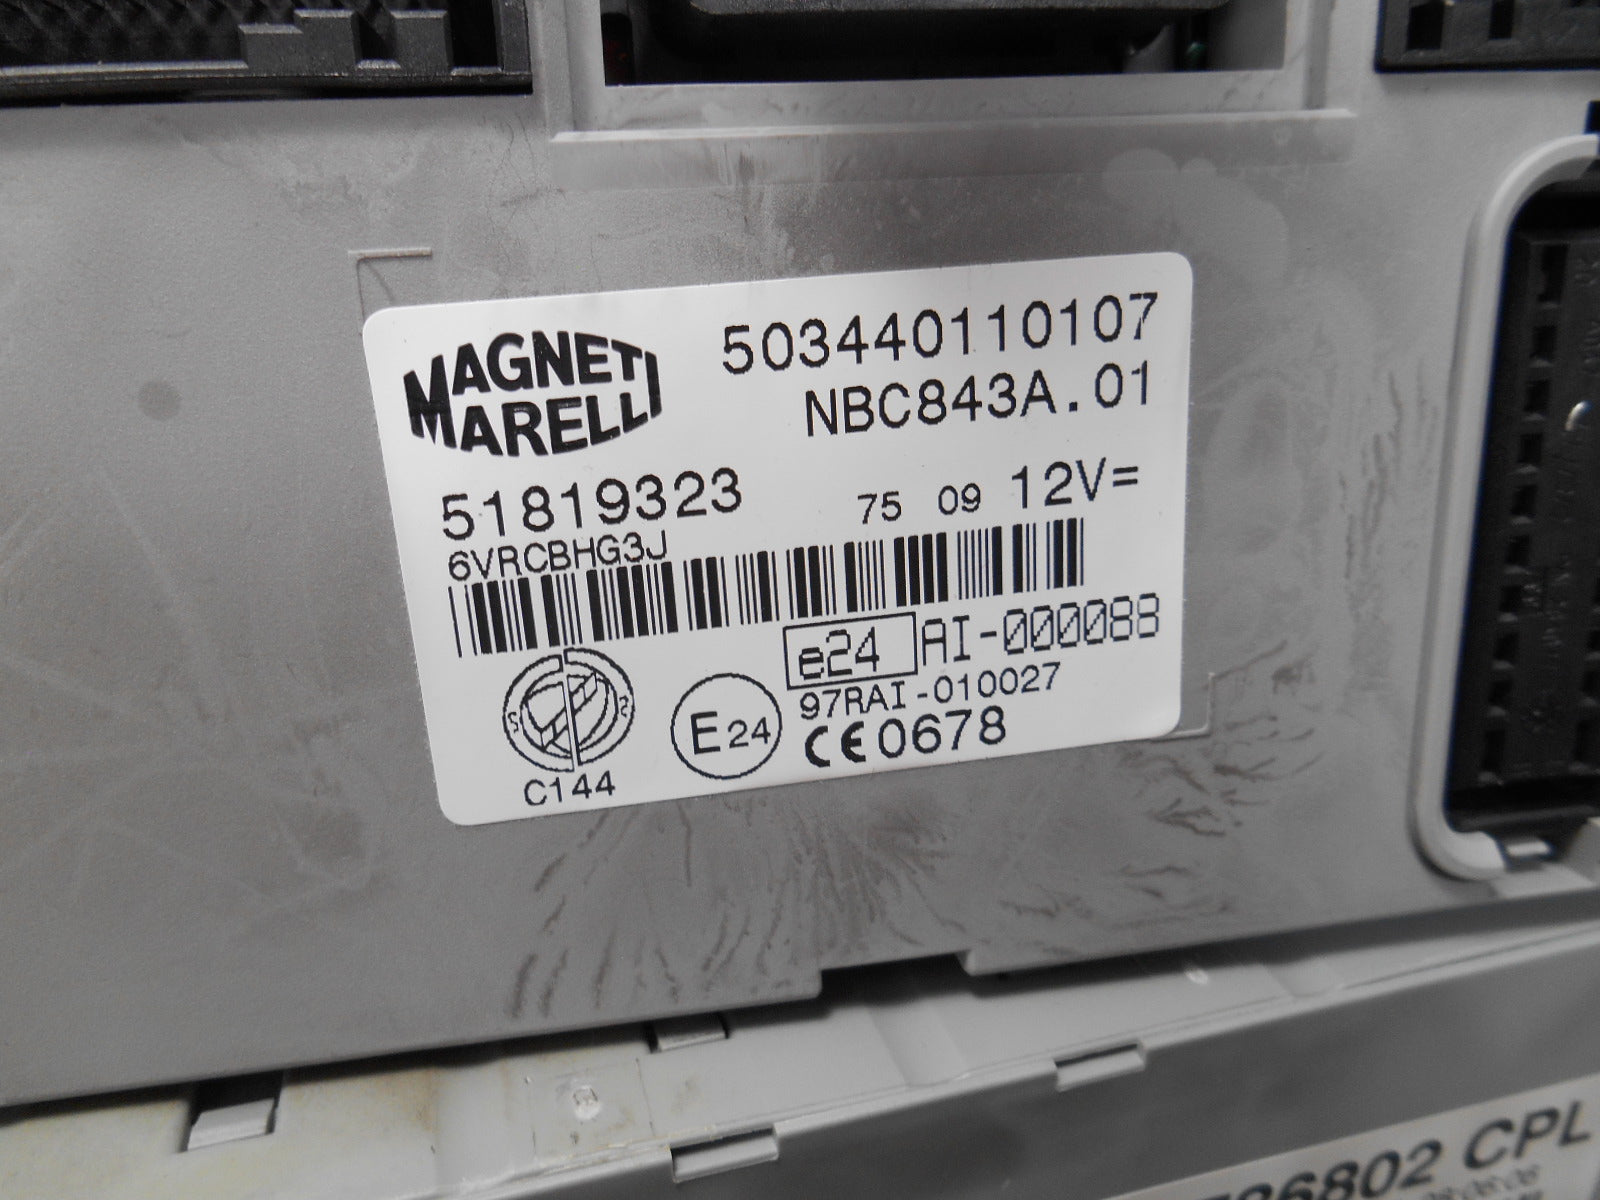 MAGNETI
MARELLI
503440110107
NBC843A.01
51819323
75 09 12V=
6VRCBHG3J
e24 AI-000088
97RAI-010027
CE0678
E24
C144
6802 CPL